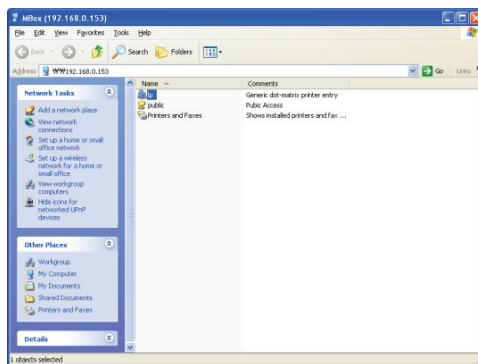 MBox (192.168.0.153)
File Edit View Favorites Tools Help
Back Search Folders
Address ₩₩192.168.0.153 Go Links
Network Tasks
Add a network place
View network
connections
Set up a home or small
office network
Set up a wireless
network for a home or
small office
View workgroup
computers
Hide icons for
networked UPnP
devices
Other Places
Workgroup
My Computer
My Documents
Shared Documents
Printers and Faxes
Details
Name Comments
lp Generic dot-matrix printer entry
public Pubic Access
Printers and Faxes Shows installed printers and fax ...
1 objects selected